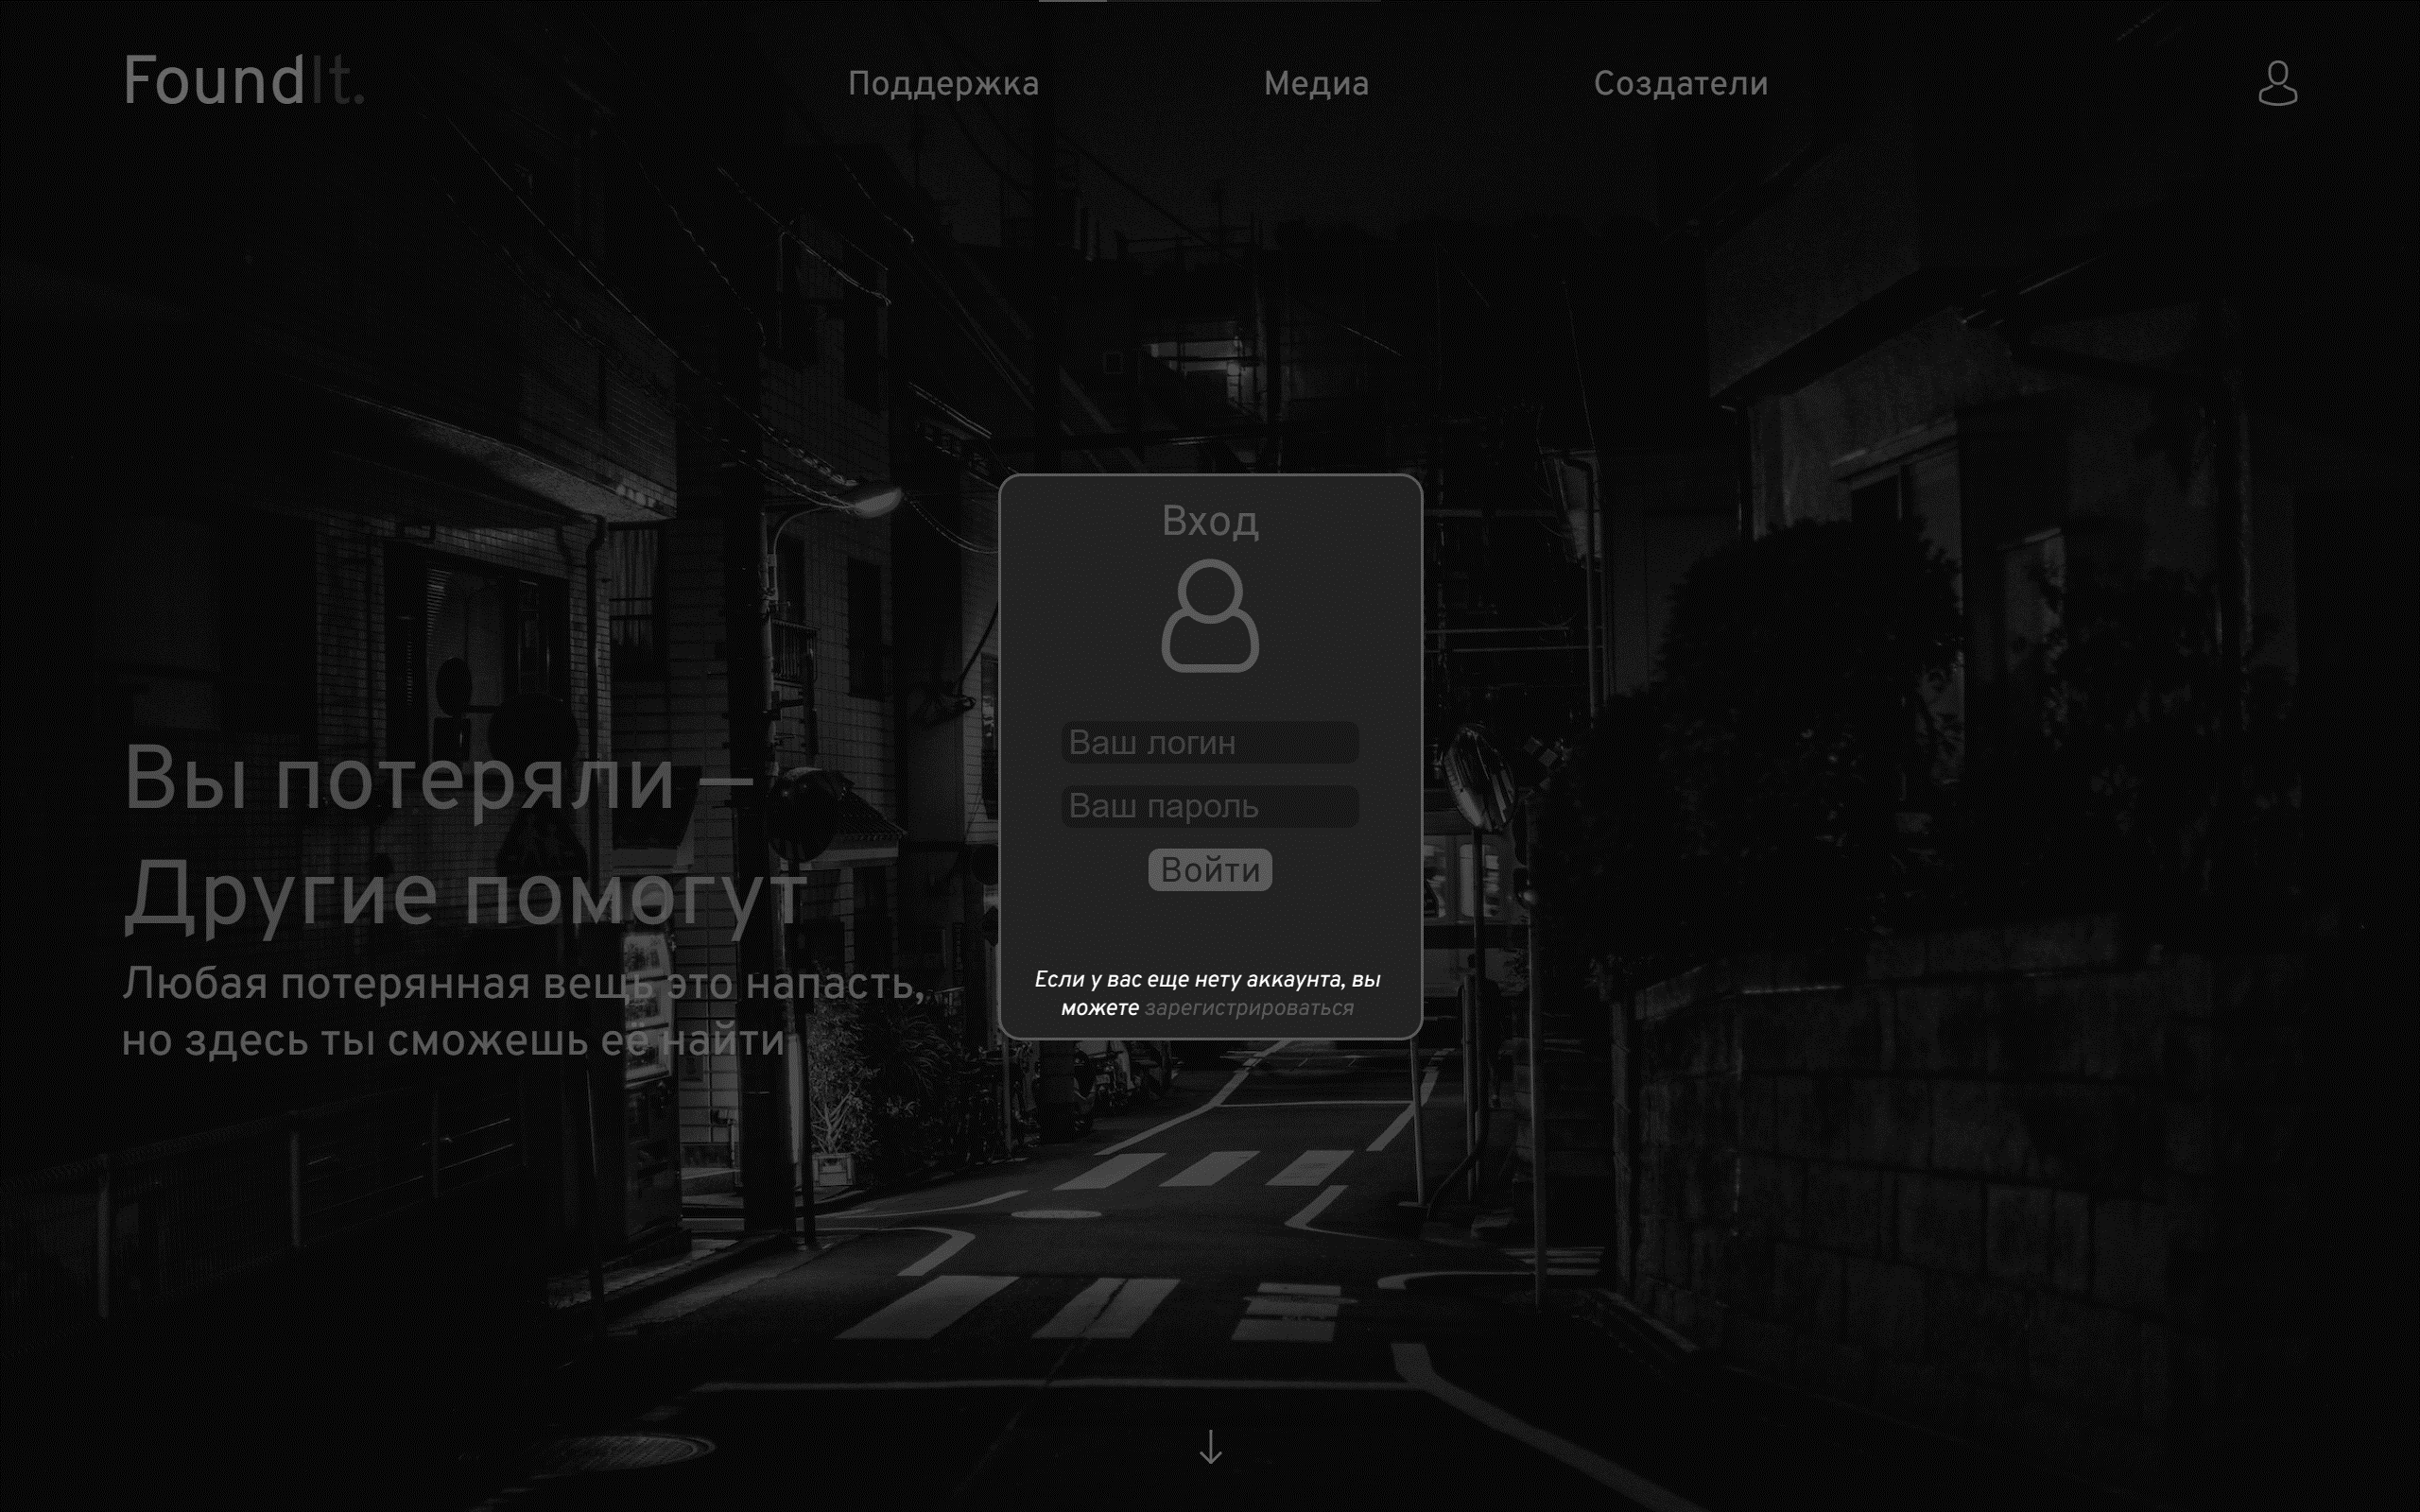 FoundIt.
Поддержка
Медиа
Создатели
Вход
Ваш логин
Ваш пароль
Войти
Если у вас еще нету аккаунта, вы
можете зарегистрироваться
Вы потеряли —
Другие помогут
Любая потерянная вещь это напасть,
но здесь ты сможешь её найти